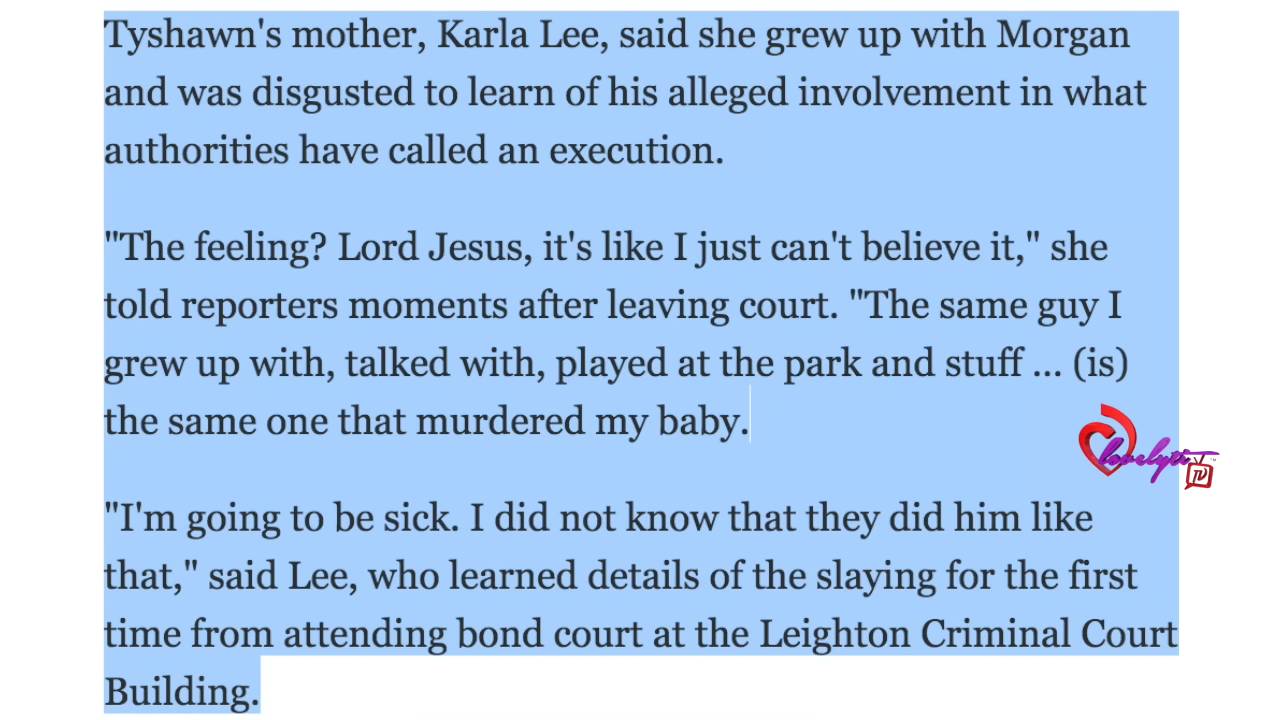 Tyshawn's mother, Karla Lee, said she grew up with Morgan
and was disgusted to learn of his alleged involvement in what
authorities have called an execution.
"The feeling? Lord Jesus, it's like I just can't believe it," she
told reporters moments after leaving court. "The same guy I
grew up with, talked with, played at the park and stuff ... (is)
the same one that murdered my baby.
lovelyti
TV
"I'm going to be sick. I did not know that they did him like
that," said Lee, who learned details of the slaying for the first
time from attending bond court at the Leighton Criminal Court
Building.